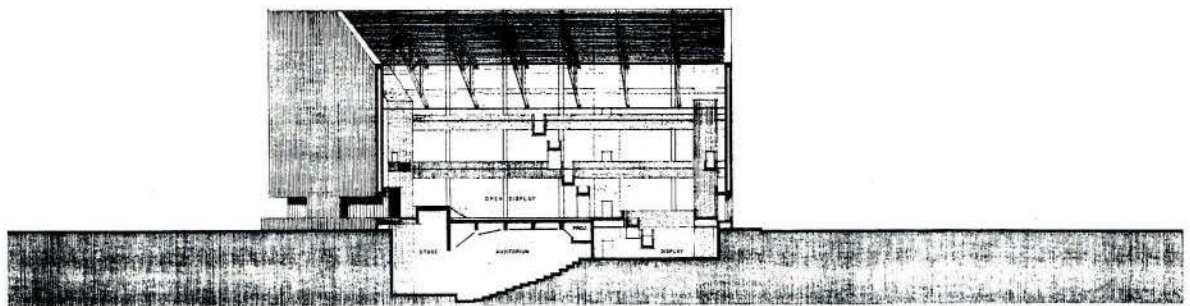 OPEN DISPLAY
PROJ.
STAGE
AUDITORIUM
DISPLAY